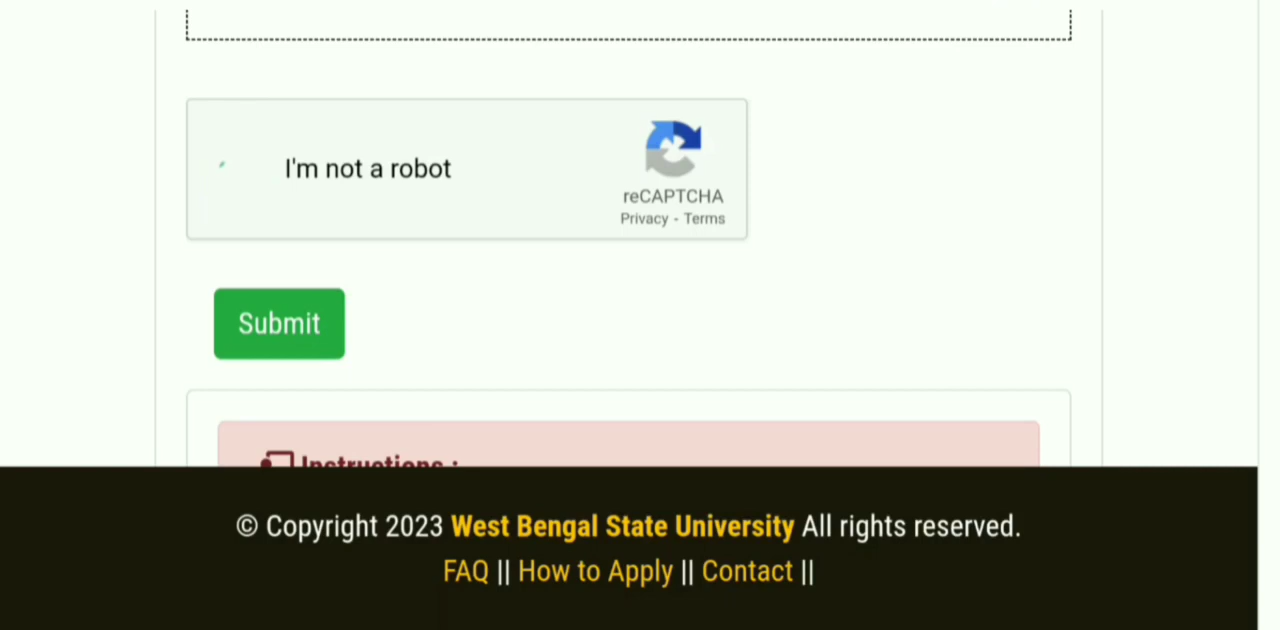 I'm not a robot
reCAPTCHA
Privacy - Terms
Submit
Instructions :
© Copyright 2023 West Bengal State University All rights reserved.
FAQ || How to Apply || Contact ||